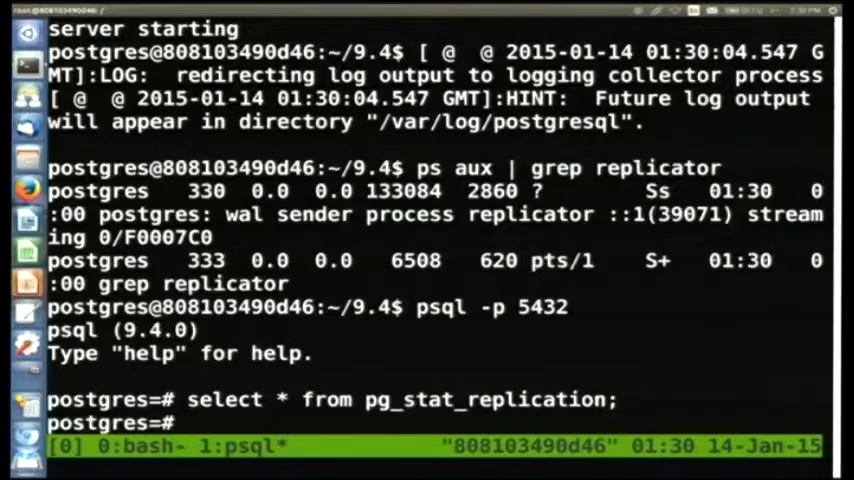 root@808103490d46: /
server starting
postgres@808103490d46:~/9.4$ [ @  @ 2015-01-14 01:30:04.547 G
MT]:LOG:  redirecting log output to logging collector process
[ @  @ 2015-01-14 01:30:04.547 GMT]:HINT:  Future log output
will appear in directory "/var/log/postgresql".
postgres@808103490d46:~/9.4$ ps aux | grep replicator
postgres   330  0.0  0.0 133084  2860 ?        Ss   01:30   0
:00 postgres: wal sender process replicator ::1(39071) stream
ing 0/F0007C0
postgres   333  0.0  0.0   6508   620 pts/1    S+   01:30   0
:00 grep replicator
postgres@808103490d46:~/9.4$ psql -p 5432
psql (9.4.0)
Type "help" for help.
postgres=# select * from pg_stat_replication;
postgres=#
[0] 0:bash- 1:psql*              "808103490d46" 01:30 14-Jan-15